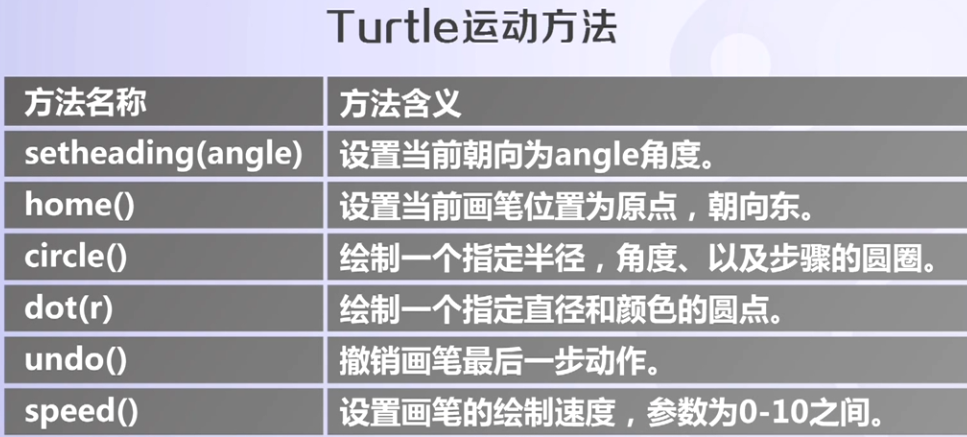 Turtle运动方法
方法名称 方法含义
setheading(angle) 设置当前朝向为angle角度。
home() 设置当前画笔位置为原点，朝向东。
circle() 绘制一个指定半径，角度、以及步骤的圆圈。
dot(r) 绘制一个指定直径和颜色的圆点。
undo() 撤销画笔最后一步动作。
speed() 设置画笔的绘制速度，参数为0-10之间。